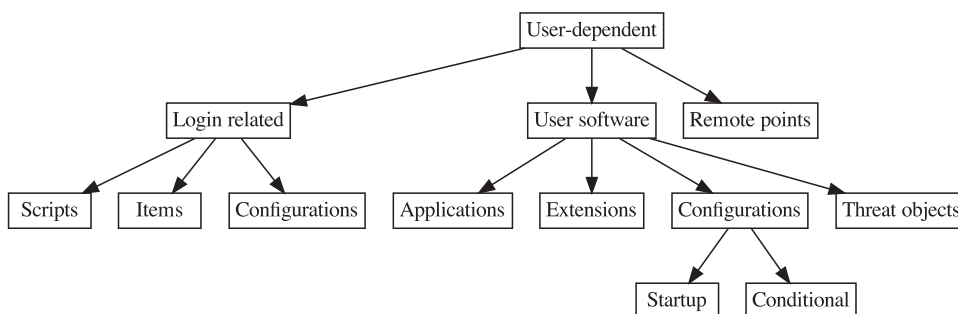 User-dependent
Login related
User software
Remote points
Scripts
Items
Configurations
Applications
Extensions
Configurations
Threat objects
Startup
Conditional